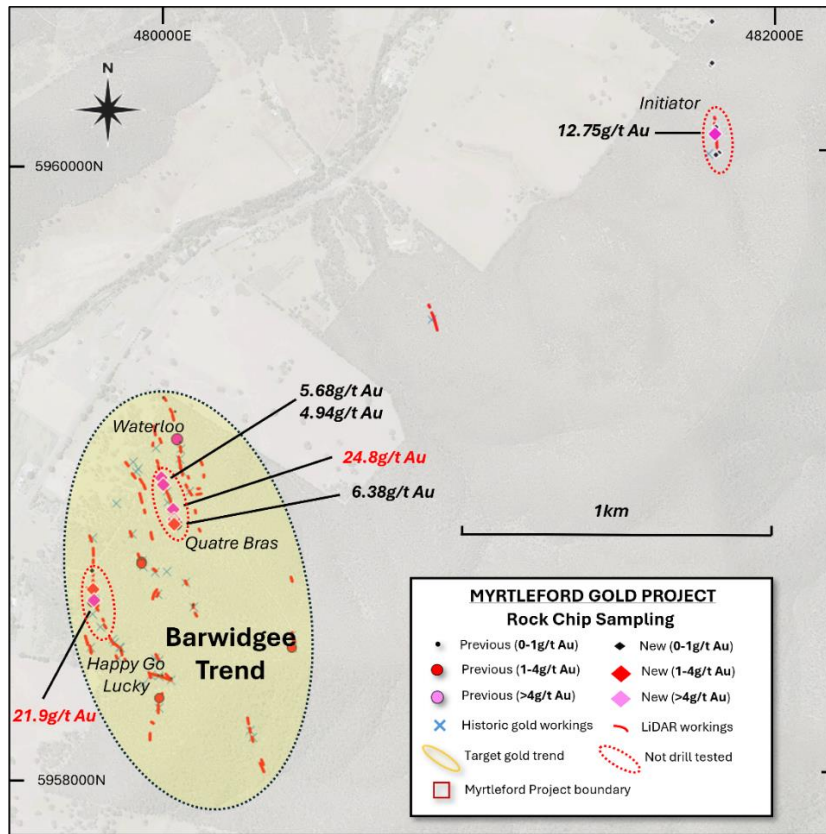 480000E
482000E
N
Initiator
12.75g/t Au
5960000N
5.68g/t Au
4.94g/t Au
Waterloo
24.8g/t Au
6.38g/t Au
1km
Quatre Bras
Barwidgee
Trend
Happy Go
Lucky
21.9g/t Au
5958000N
MYRTLEFORD GOLD PROJECT
Rock Chip Sampling
Previous (0-1g/t Au)
New (0-1g/t Au)
Previous (1-4g/t Au)
New (1-4g/t Au)
Previous (>4g/t Au)
New (>4g/t Au)
Historic gold workings
LiDAR workings
Target gold trend
Not drill tested
Myrtleford Project boundary